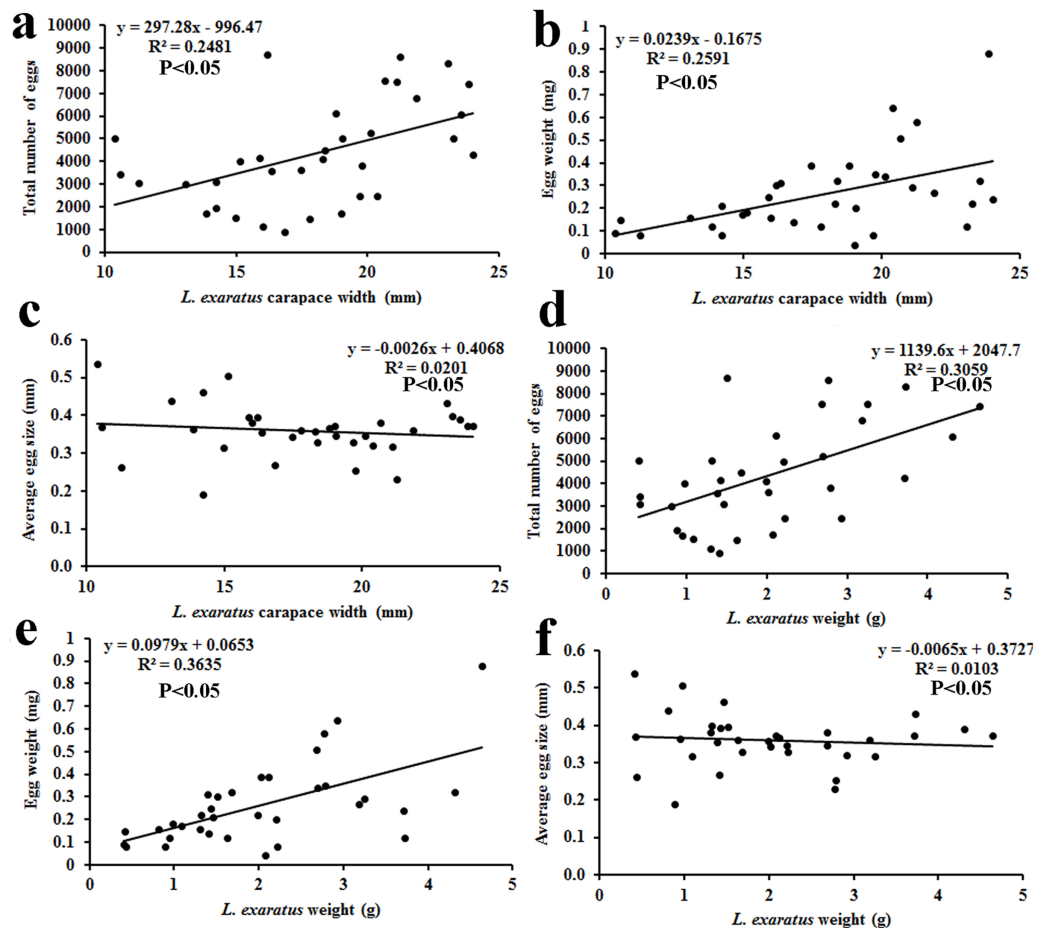 a
y = 297.28x - 996.47
R² = 0.2481
P<0.05
Total number of eggs
10000
9000
8000
7000
6000
5000
4000
3000
2000
1000
0
10 15 20 25
L. exaratus carapace width (mm)
b
y = 0.0239x - 0.1675
R² = 0.2591
P<0.05
Egg weight (mg)
1
0.9
0.8
0.7
0.6
0.5
0.4
0.3
0.2
0.1
0
10 15 20 25
L. exaratus carapace width (mm)
c
y = -0.0026x + 0.4068
R² = 0.0201
P<0.05
Average egg size (mm)
0.6
0.5
0.4
0.3
0.2
0.1
0.0
10 15 20 25
L. exaratus carapace width (mm)
d
y = 1139.6x + 2047.7
R² = 0.3059
P<0.05
Total number of eggs
10000
9000
8000
7000
6000
5000
4000
3000
2000
1000
0
0 1 2 3 4 5
L. exaratus weight (g)
e
y = 0.0979x + 0.0653
R² = 0.3635
P<0.05
Egg weight (mg)
1
0.9
0.8
0.7
0.6
0.5
0.4
0.3
0.2
0.1
0
0 1 2 3 4 5
L. exaratus weight (g)
f
y = -0.0065x + 0.3727
R² = 0.0103
P<0.05
Average egg size (mm)
0.6
0.5
0.4
0.3
0.2
0.1
0.0
0 1 2 3 4 5
L. exaratus weight (g)